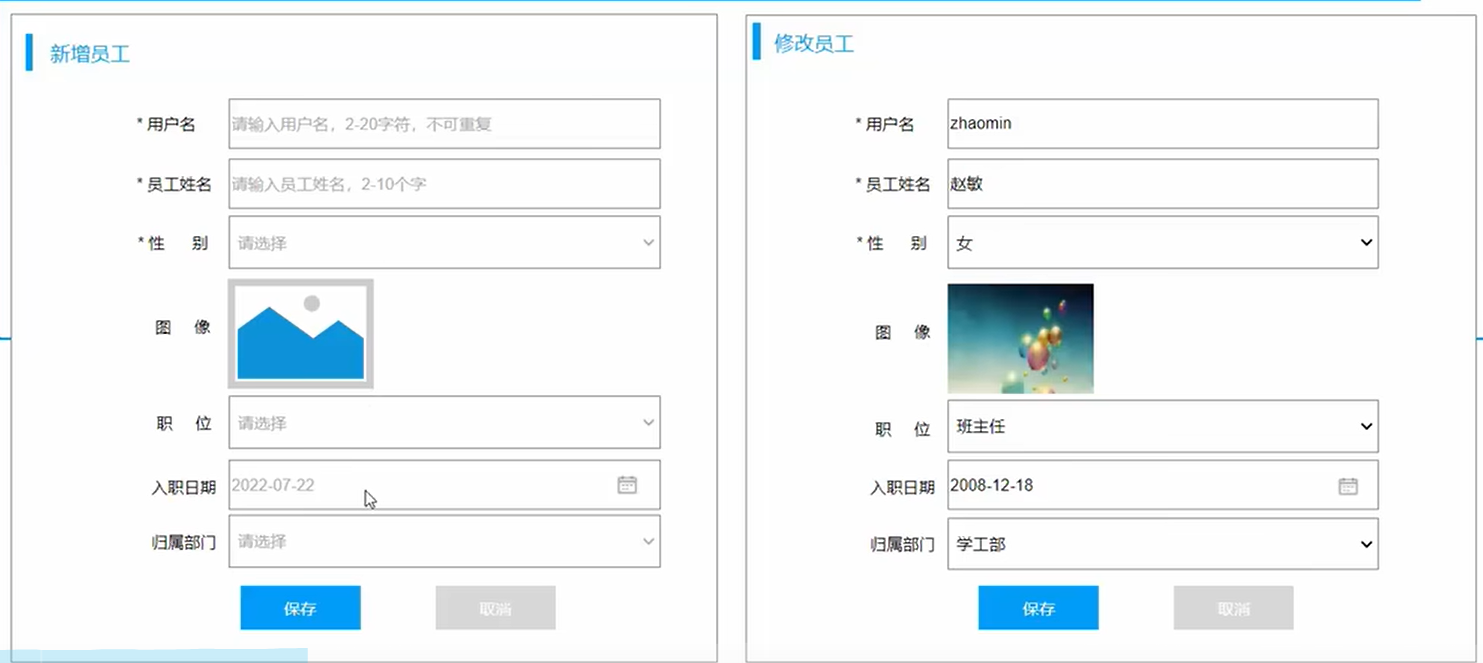 新增员工
* 用户名 请输入用户名，2-20字符，不可重复
* 员工姓名 请输入员工姓名，2-10个字
* 性 别 请选择
图 像
职 位 请选择
入职日期 2022-07-22
归属部门 请选择
保存 取消
修改员工
* 用户名 zhaomin
* 员工姓名 赵敏
* 性 别 女
图 像
职 位 班主任
入职日期 2008-12-18
归属部门 学工部
保存 取消